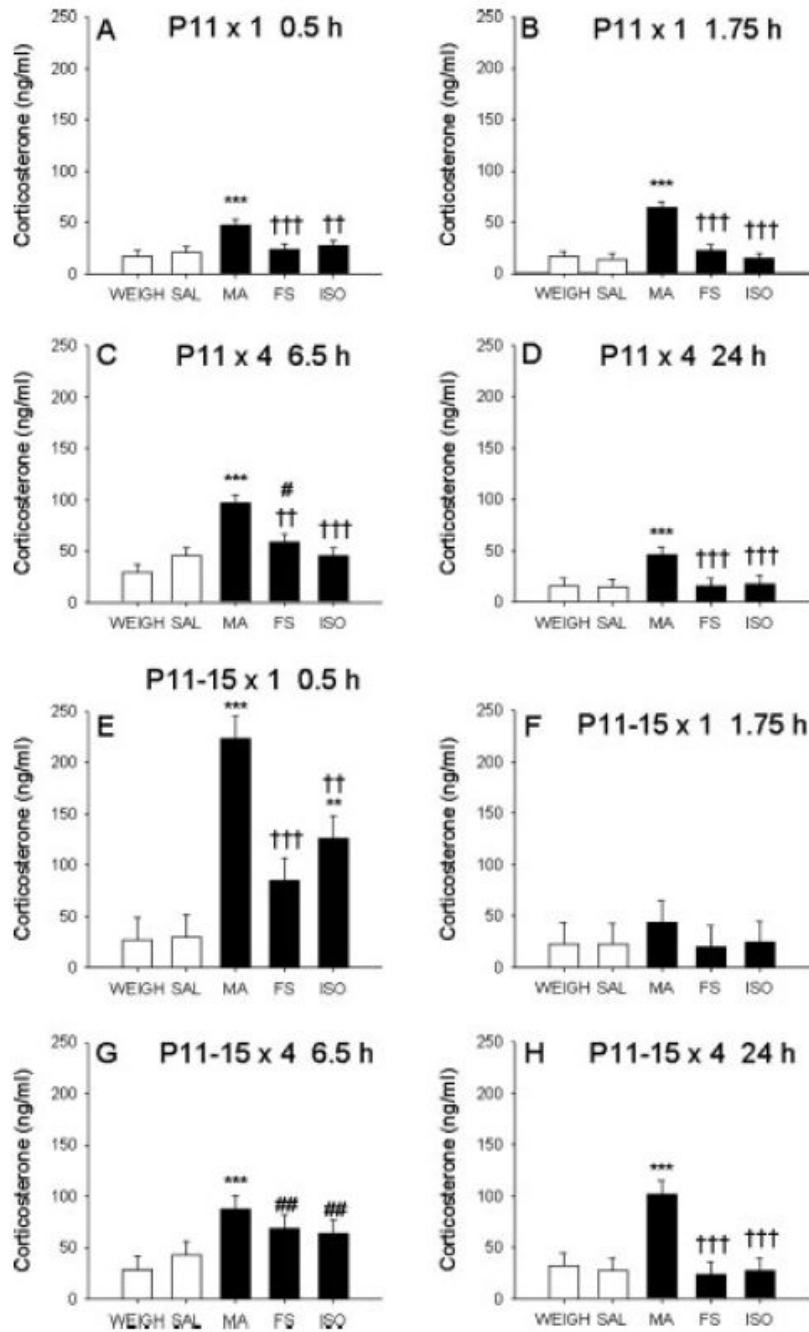 A P11 x 1 0.5 h
***
††† ††
Corticosterone (ng/ml)
250
200
150
100
50
0
WEIGH SAL MA FS ISO
B P11 x 1 1.75 h
***
††† †††
Corticosterone (ng/ml)
250
200
150
100
50
0
WEIGH SAL MA FS ISO
C P11 x 4 6.5 h
*** #
†† †††
Corticosterone (ng/ml)
250
200
150
100
50
0
WEIGH SAL MA FS ISO
D P11 x 4 24 h
***
††† †††
Corticosterone (ng/ml)
250
200
150
100
50
0
WEIGH SAL MA FS ISO
P11-15 x 1 0.5 h
E ***
††
††† **
Corticosterone (ng/ml)
250
200
150
100
50
0
WEIGH SAL MA FS ISO
F P11-15 x 1 1.75 h
Corticosterone (ng/ml)
250
200
150
100
50
0
WEIGH SAL MA FS ISO
G P11-15 x 4 6.5 h
***
## ##
Corticosterone (ng/ml)
250
200
150
100
50
0
WEIGH SAL MA FS ISO
H P11-15 x 4 24 h
***
††† †††
Corticosterone (ng/ml)
250
200
150
100
50
0
WEIGH SAL MA FS ISO